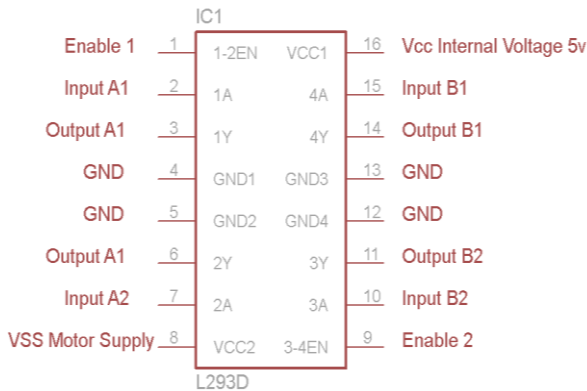 IC1
Enable 1 1 1-2EN VCC1 16 Vcc Internal Voltage 5v
Input A1 2 1A 4A 15 Input B1
Output A1 3 1Y 4Y 14 Output B1
GND 4 GND1 GND3 13 GND
GND 5 GND2 GND4 12 GND
Output A1 6 2Y 3Y 11 Output B2
Input A2 7 2A 3A 10 Input B2
VSS Motor Supply 8 VCC2 3-4EN 9 Enable 2
L293D